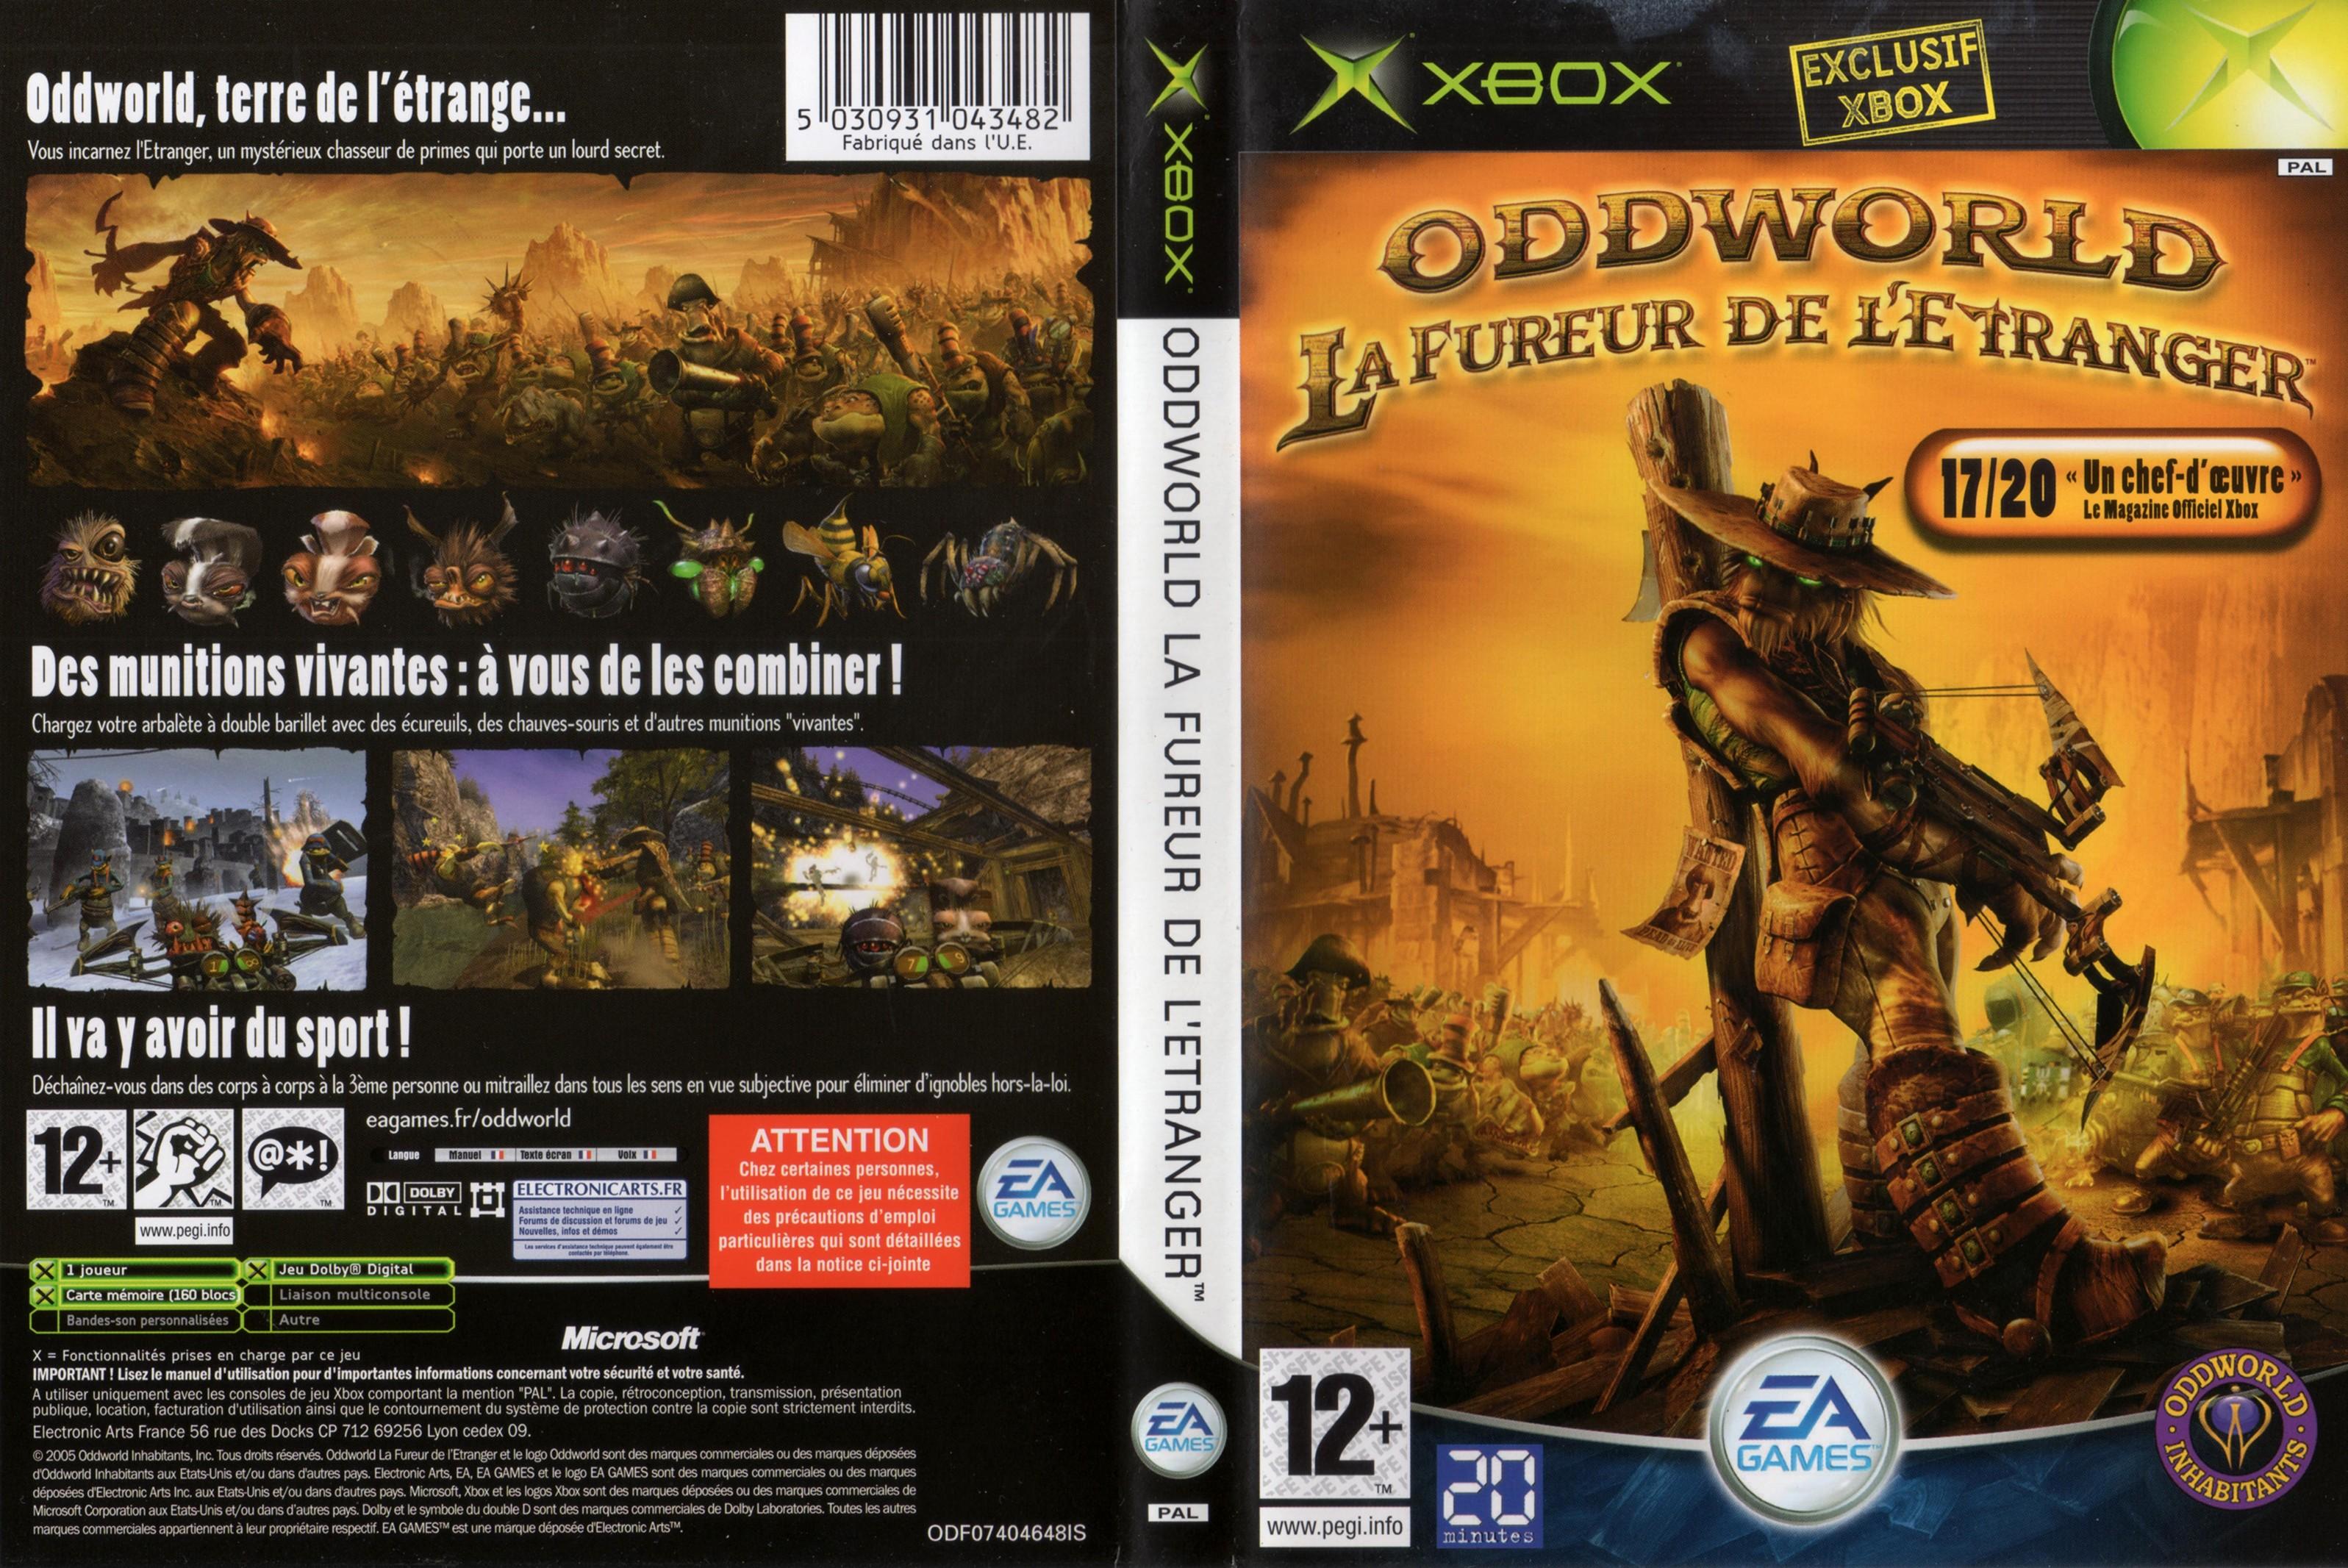 Oddworld, terre de l'étrange...
Vous incarnez l'Etranger, un mystérieux chasseur de primes qui porte un lourd secret.
5 030931 043482
Fabriqué dans l'U.E.
Des munitions vivantes : à vous de les combiner !
Chargez votre arbalète à double barillet avec des écureuils, des chauves-souris et d'autres munitions "vivantes".
Il va y avoir du sport !
Déchaînez-vous dans des corps à corps à la 3ème personne ou mitraillez dans tous les sens en vue subjective pour éliminer d'ignobles hors-la-loi.
12+™
™
@*!
™
www.pegi.info
eagames.fr/oddworld
Langue Manuel Texte écran Voix
DOLBY
DIGITAL
ELECTRONICARTS.FR
Assistance technique en ligne ✓
Forums de discussion et forums de jeu ✓
Nouvelles, infos et démos ✓
Les services d'assistance technique peuvent également être
contactés par téléphone.
ATTENTION
Chez certaines personnes,
l'utilisation de ce jeu nécessite
des précautions d'emploi
particulières qui sont détaillées
dans la notice ci-jointe
EA
GAMES
X 1 joueur
X Jeu Dolby® Digital
X Carte mémoire (160 blocs
Liaison multiconsole
Bandes-son personnalisées
Autre
Microsoft
X = Fonctionnalités prises en charge par ce jeu
IMPORTANT ! Lisez le manuel d'utilisation pour d'importantes informations concernant votre sécurité et votre santé.
A utiliser uniquement avec les consoles de jeu Xbox comportant la mention "PAL". La copie, rétroconception, transmission, présentation
publique, location, facturation d'utilisation ainsi que le contournement du système de protection contre la copie sont strictement interdits.
Electronic Arts France 56 rue des Docks CP 712 69256 Lyon cedex 09.
© 2005 Oddworld Inhabitants, Inc. Tous droits réservés. Oddworld La Fureur de l'Etranger et le logo Oddworld sont des marques commerciales ou des marques déposées
d'Oddworld Inhabitants aux Etats-Unis et/ou dans d'autres pays. Electronic Arts, EA, EA GAMES et le logo EA GAMES sont des marques commerciales ou des marques
déposées d'Electronic Arts Inc. aux Etats-Unis et/ou dans d'autres pays. Microsoft, Xbox et les logos Xbox sont des marques déposées ou des marques commerciales de
Microsoft Corporation aux Etats-Unis et/ou dans d'autres pays. Dolby et le symbole du double D sont des marques commerciales de Dolby Laboratories. Toutes les autres
marques commerciales appartiennent à leur propriétaire respectif. EA GAMES™ est une marque déposée d'Electronic Arts™.
ODF07404648IS
XBOX
ODDWORLD LA FUREUR DE L'ETRANGER™
EA
GAMES
PAL
XBOX
EXCLUSIF
XBOX
PAL
ODDWORLD
LA FUREUR DE L'ETRANGER™
17/20 « Un chef-d'œuvre »
Le Magazine Officiel Xbox
WANTED
DEAD or ALIVE
12+™
www.pegi.info
20
minutes
EA
GAMES™
ODDWORLD
INHABITANTS